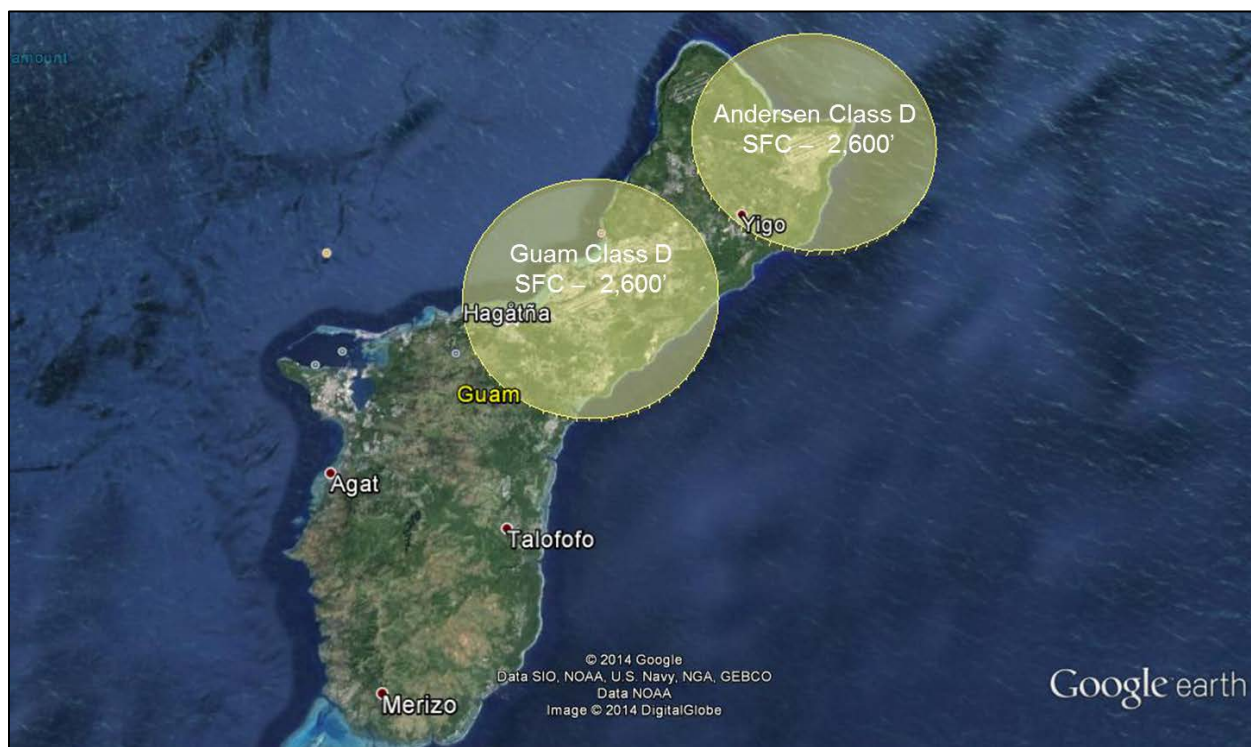 amount
Andersen Class D
SFC – 2,600'
Yigo
Guam Class D
SFC – 2,600'
Hagåtña
Guam
Agat
Talofofo
Merizo
© 2014 Google
Data SIO, NOAA, U.S. Navy, NGA, GEBCO
Data NOAA
Image © 2014 DigitalGlobe
Google earth